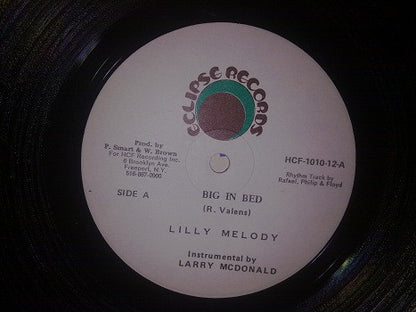 ECLIPSE RECORDS
Prod. by
P. Smart & W. Brown
For HCF Recording Inc.
8 Brooklyn Ave.
Freeport, N.Y.
516-867-0900
HCF-1010-12-A
Rhythm Track by
Rafael, Philip & Floyd
SIDE A
BIG IN BED
(R. Valens)
LILLY MELODY
Instrumental by
LARRY MCDONALD